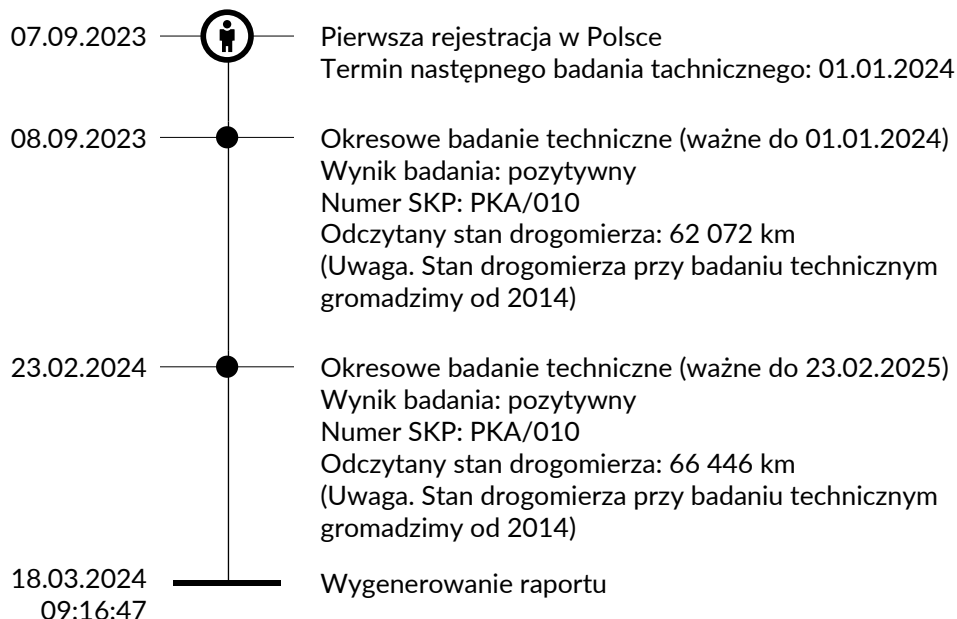 07.09.2023
Pierwsza rejestracja w Polsce
Termin następnego badania tachnicznego: 01.01.2024
08.09.2023
Okresowe badanie techniczne (ważne do 01.01.2024)
Wynik badania: pozytywny
Numer SKP: PKA/010
Odczytany stan drogomierza: 62 072 km
(Uwaga. Stan drogomierza przy badaniu technicznym
gromadzimy od 2014)
23.02.2024
Okresowe badanie techniczne (ważne do 23.02.2025)
Wynik badania: pozytywny
Numer SKP: PKA/010
Odczytany stan drogomierza: 66 446 km
(Uwaga. Stan drogomierza przy badaniu technicznym
gromadzimy od 2014)
18.03.2024
09:16:47
Wygenerowanie raportu